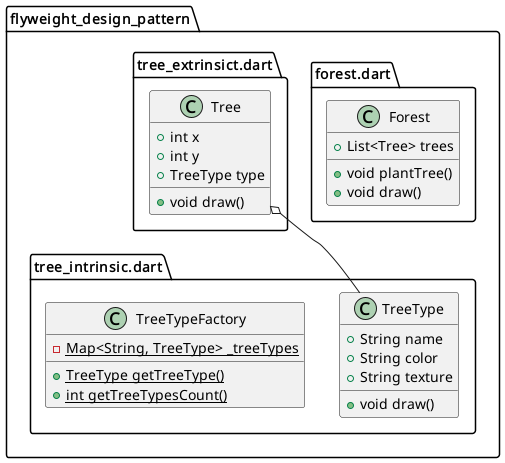 flyweight_design_pattern
tree_extrinsict.dart
C Tree
int x
int y
TreeType type
void draw()
forest.dart
C Forest
List<Tree> trees
void plantTree()
void draw()
tree_intrinsic.dart
C TreeTypeFactory
Map<String, TreeType> _treeTypes
TreeType getTreeType()
int getTreeTypesCount()
C TreeType
String name
String color
String texture
void draw()